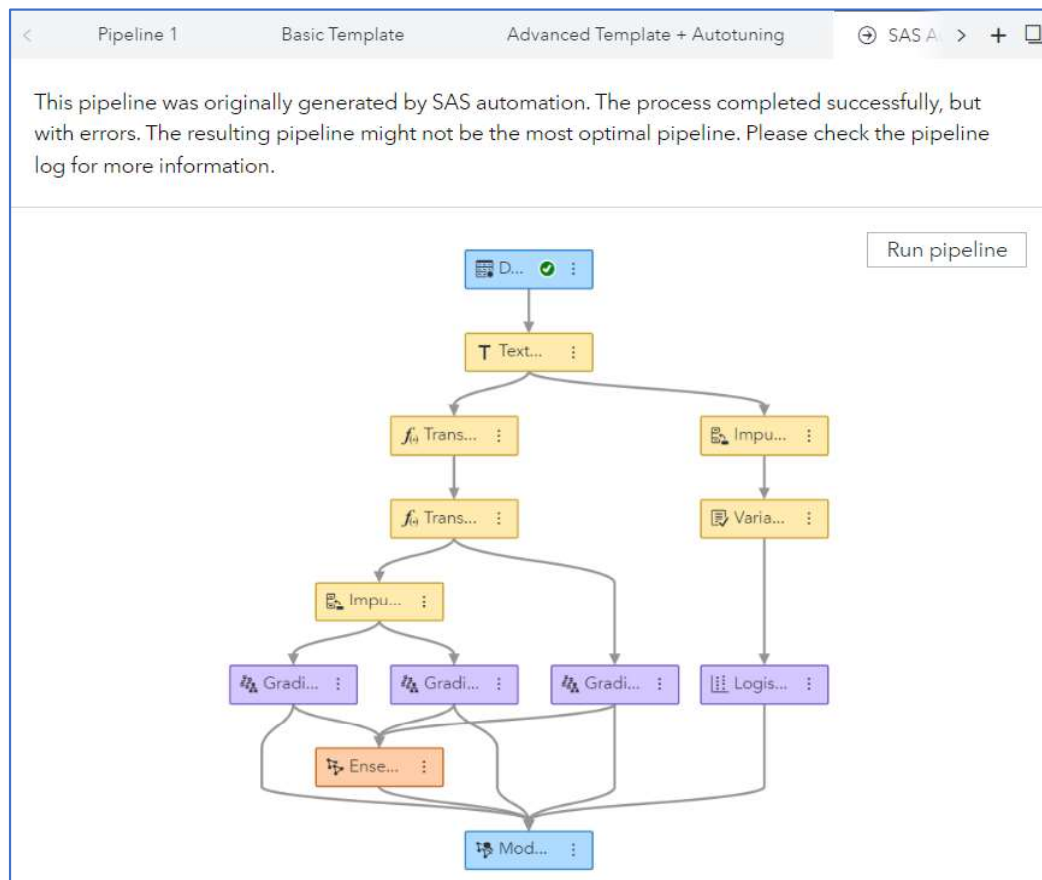 Pipeline 1 Basic Template Advanced Template + Autotuning SAS A
This pipeline was originally generated by SAS automation. The process completed successfully, but
with errors. The resulting pipeline might not be the most optimal pipeline. Please check the pipeline
log for more information.
Run pipeline
D...
Text...
Trans... Impu...
Trans... Varia...
Impu...
Gradi... Gradi... Gradi... Logis...
Ense...
Mod...